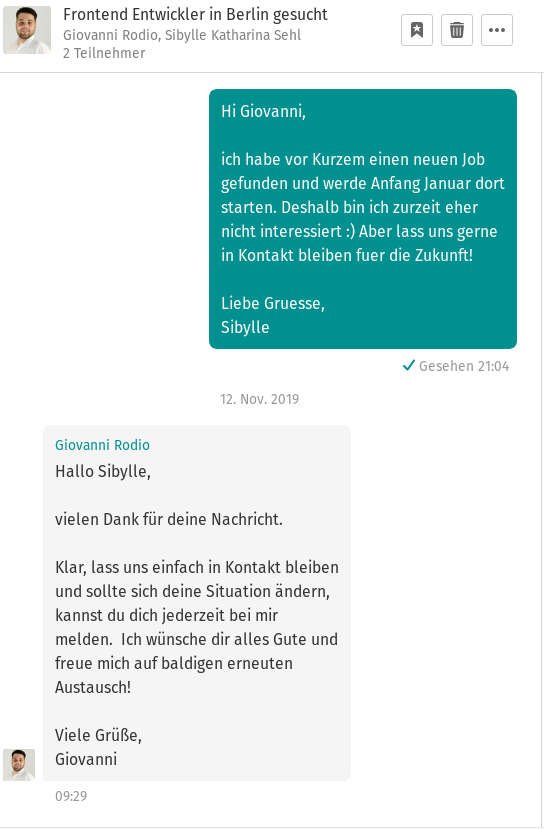 Frontend Entwickler in Berlin gesucht
Giovanni Rodio, Sibylle Katharina Sehl
2 Teilnehmer
Hi Giovanni,
ich habe vor Kurzem einen neuen Job
gefunden und werde Anfang Januar dort
starten. Deshalb bin ich zurzeit eher
nicht interessiert :) Aber lass uns gerne
in Kontakt bleiben fuer die Zukunft!
Liebe Gruesse,
Sibylle
Gesehen 21:04
12. Nov. 2019
Giovanni Rodio
Hallo Sibylle,
vielen Dank für deine Nachricht.
Klar, lass uns einfach in Kontakt bleiben
und sollte sich deine Situation ändern,
kannst du dich jederzeit bei mir
melden.  Ich wünsche dir alles Gute und
freue mich auf baldigen erneuten
Austausch!
Viele Grüße,
Giovanni
09:29